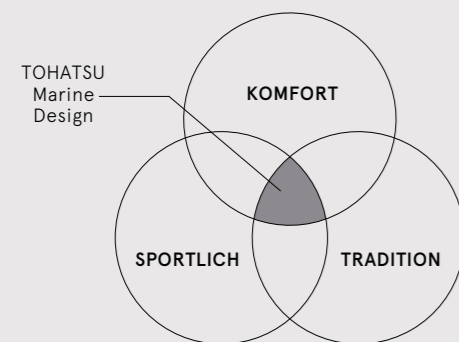 TOHATSU
Marine
Design
KOMFORT
SPORTLICH
TRADITION